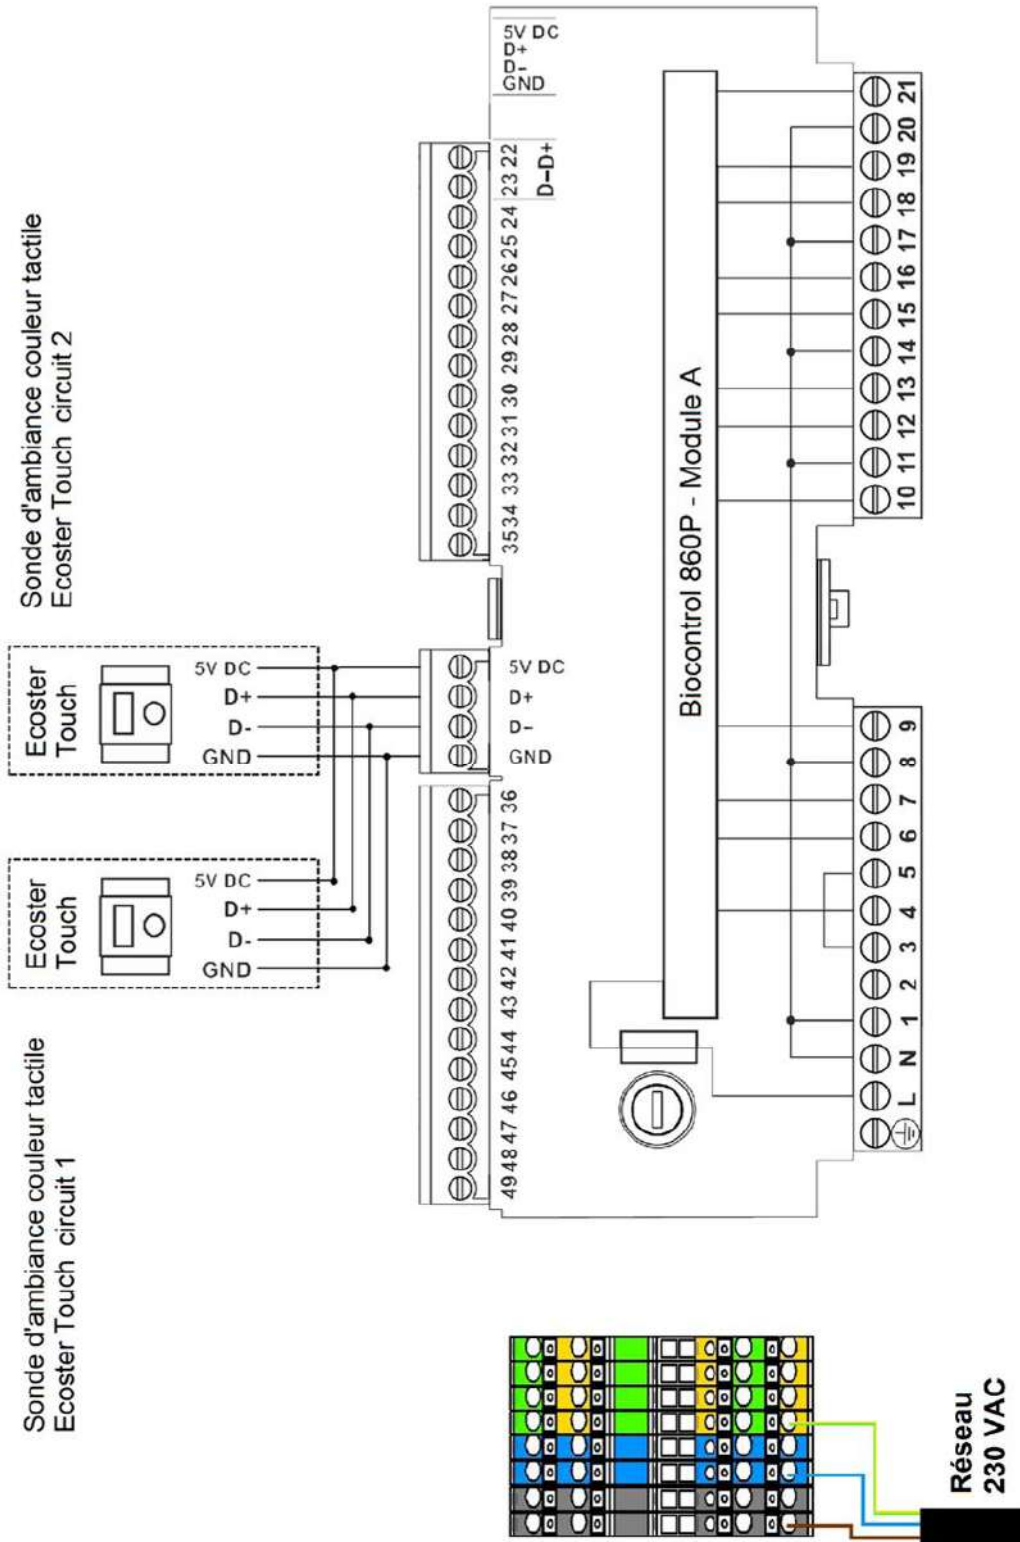 Sonde d'ambiance couleur tactile
Ecoster Touch circuit 1
Sonde d'ambiance couleur tactile
Ecoster Touch circuit 2
Ecoster
Touch
5V DC
D+
D-
GND
Ecoster
Touch
5V DC
D+
D-
GND
49 48 47 46 45 44 43 42 41 40 39 38 37 36
GND
D-
D+
5V DC
35 34 33 32 31 30 29 28 27 26 25 24 23 22
D-D+
5V DC
D+
D-
GND
Biocontrol 860P - Module A
L N 1 2 3 4 5 6 7 8 9
10 11 12 13 14 15 16 17 18 19 20 21
Réseau
230 VAC